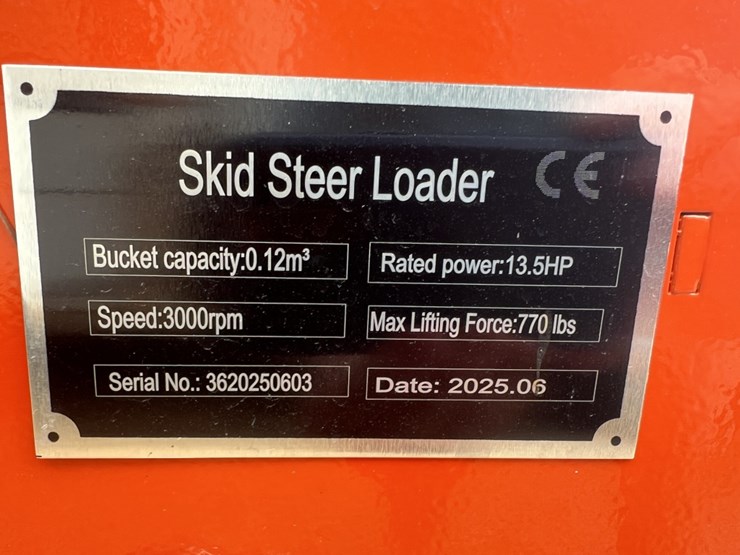 Skid Steer Loader CE
Bucket capacity:0.12m³ Rated power:13.5HP
Speed:3000rpm Max Lifting Force:770 lbs
Serial No.: 3620250603 Date: 2025.06